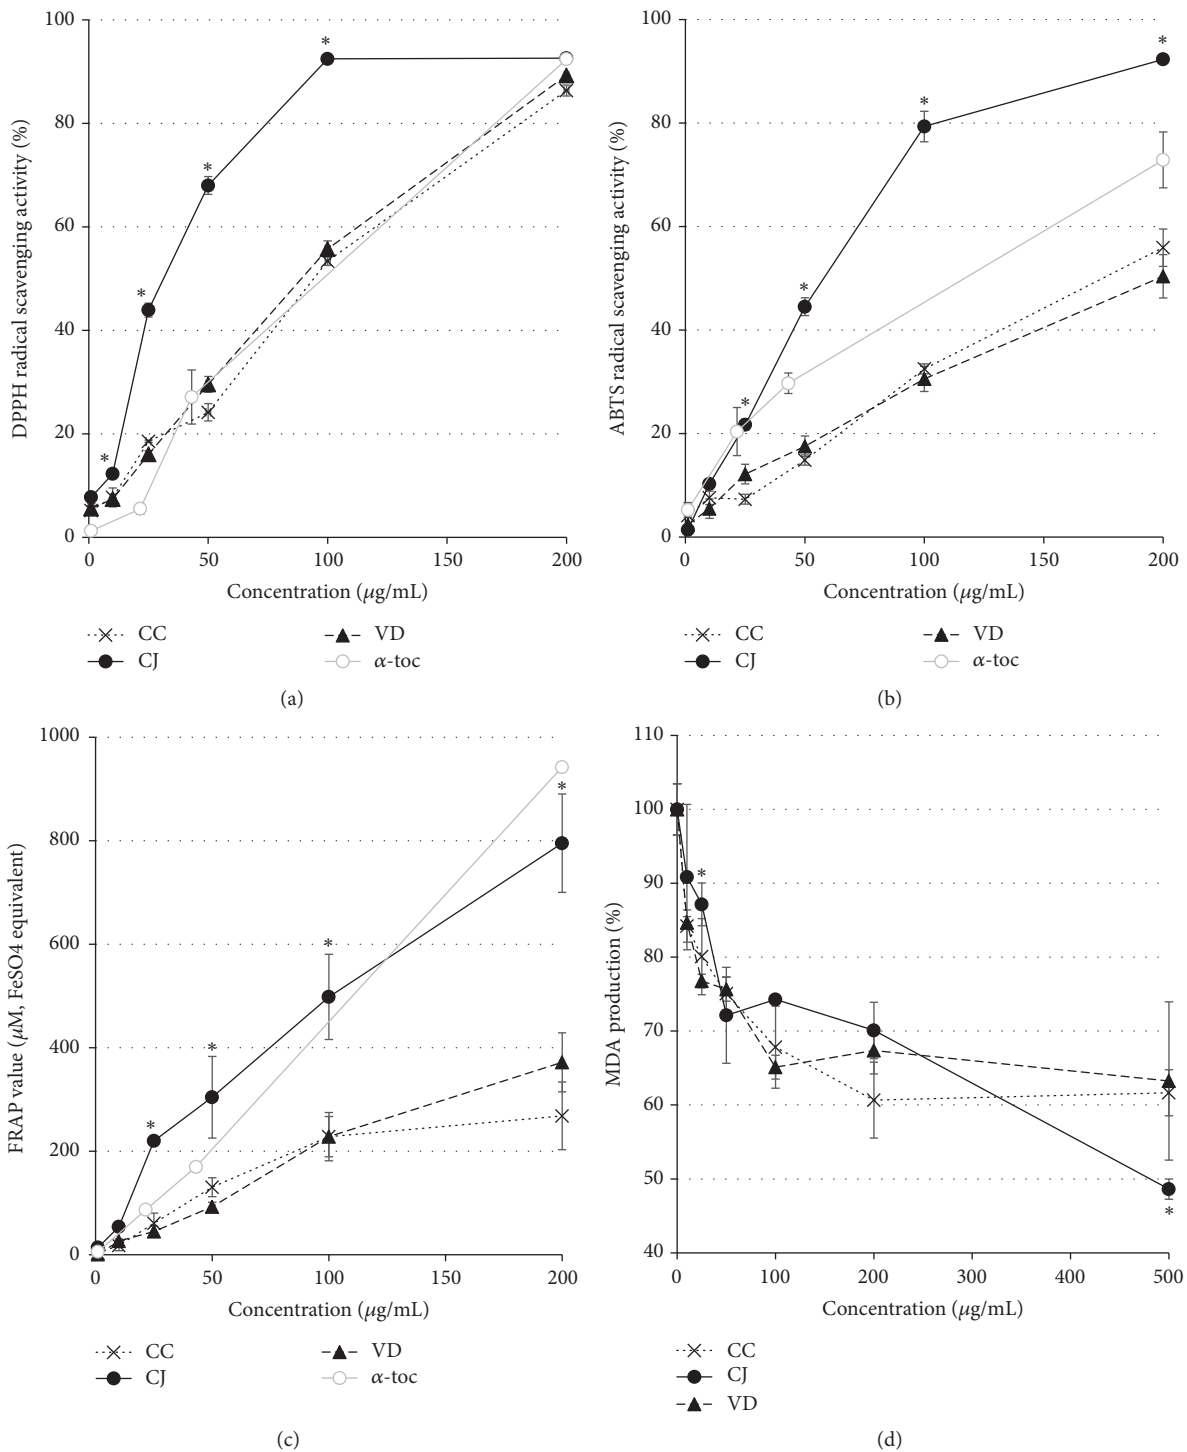 100
80
60
40
20
0
DPPH radical scavenging activity (%)
* * * * *
0 50 100 150 200
Concentration (μg/mL)
CC VD
CJ α-toc
(a)
100
80
60
40
20
0
ABTS radical scavenging activity (%)
* * * *
0 50 100 150 200
Concentration (μg/mL)
CC VD
CJ α-toc
(b)
1000
800
600
400
200
0
FRAP value (μM, FeSO4 equivalent)
* * * *
0 50 100 150 200
Concentration (μg/mL)
CC VD
CJ α-toc
(c)
110
100
90
80
70
60
50
40
MDA production (%)
* *
0 100 200 300 400 500
Concentration (μg/mL)
CC
CJ
VD
(d)